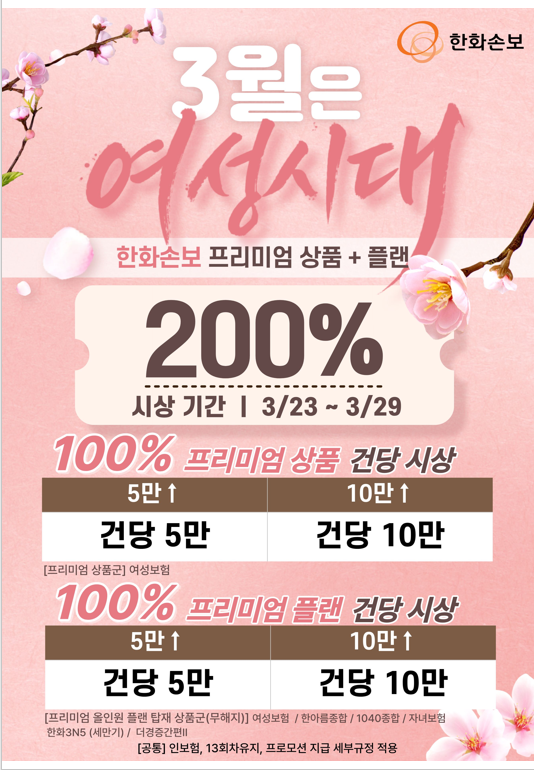 한화손보
3월은
여성시대
한화손보 프리미엄 상품 + 플랜
200%
시상 기간 | 3/23 ~ 3/29
100% 프리미엄 상품 건당 시상
5만↑ 10만↑
건당 5만 건당 10만
[프리미엄 상품군] 여성보험
100% 프리미엄 플랜 건당 시상
5만↑ 10만↑
건당 5만 건당 10만
[프리미엄 올인원 플랜 탑재 상품군(무해지)] 여성보험 / 한아름종합 / 1040종합 / 자녀보험
한화3N5 (세만기) / 더경증간편II
[공통] 인보험, 13회차유지, 프로모션 지급 세부규정 적용